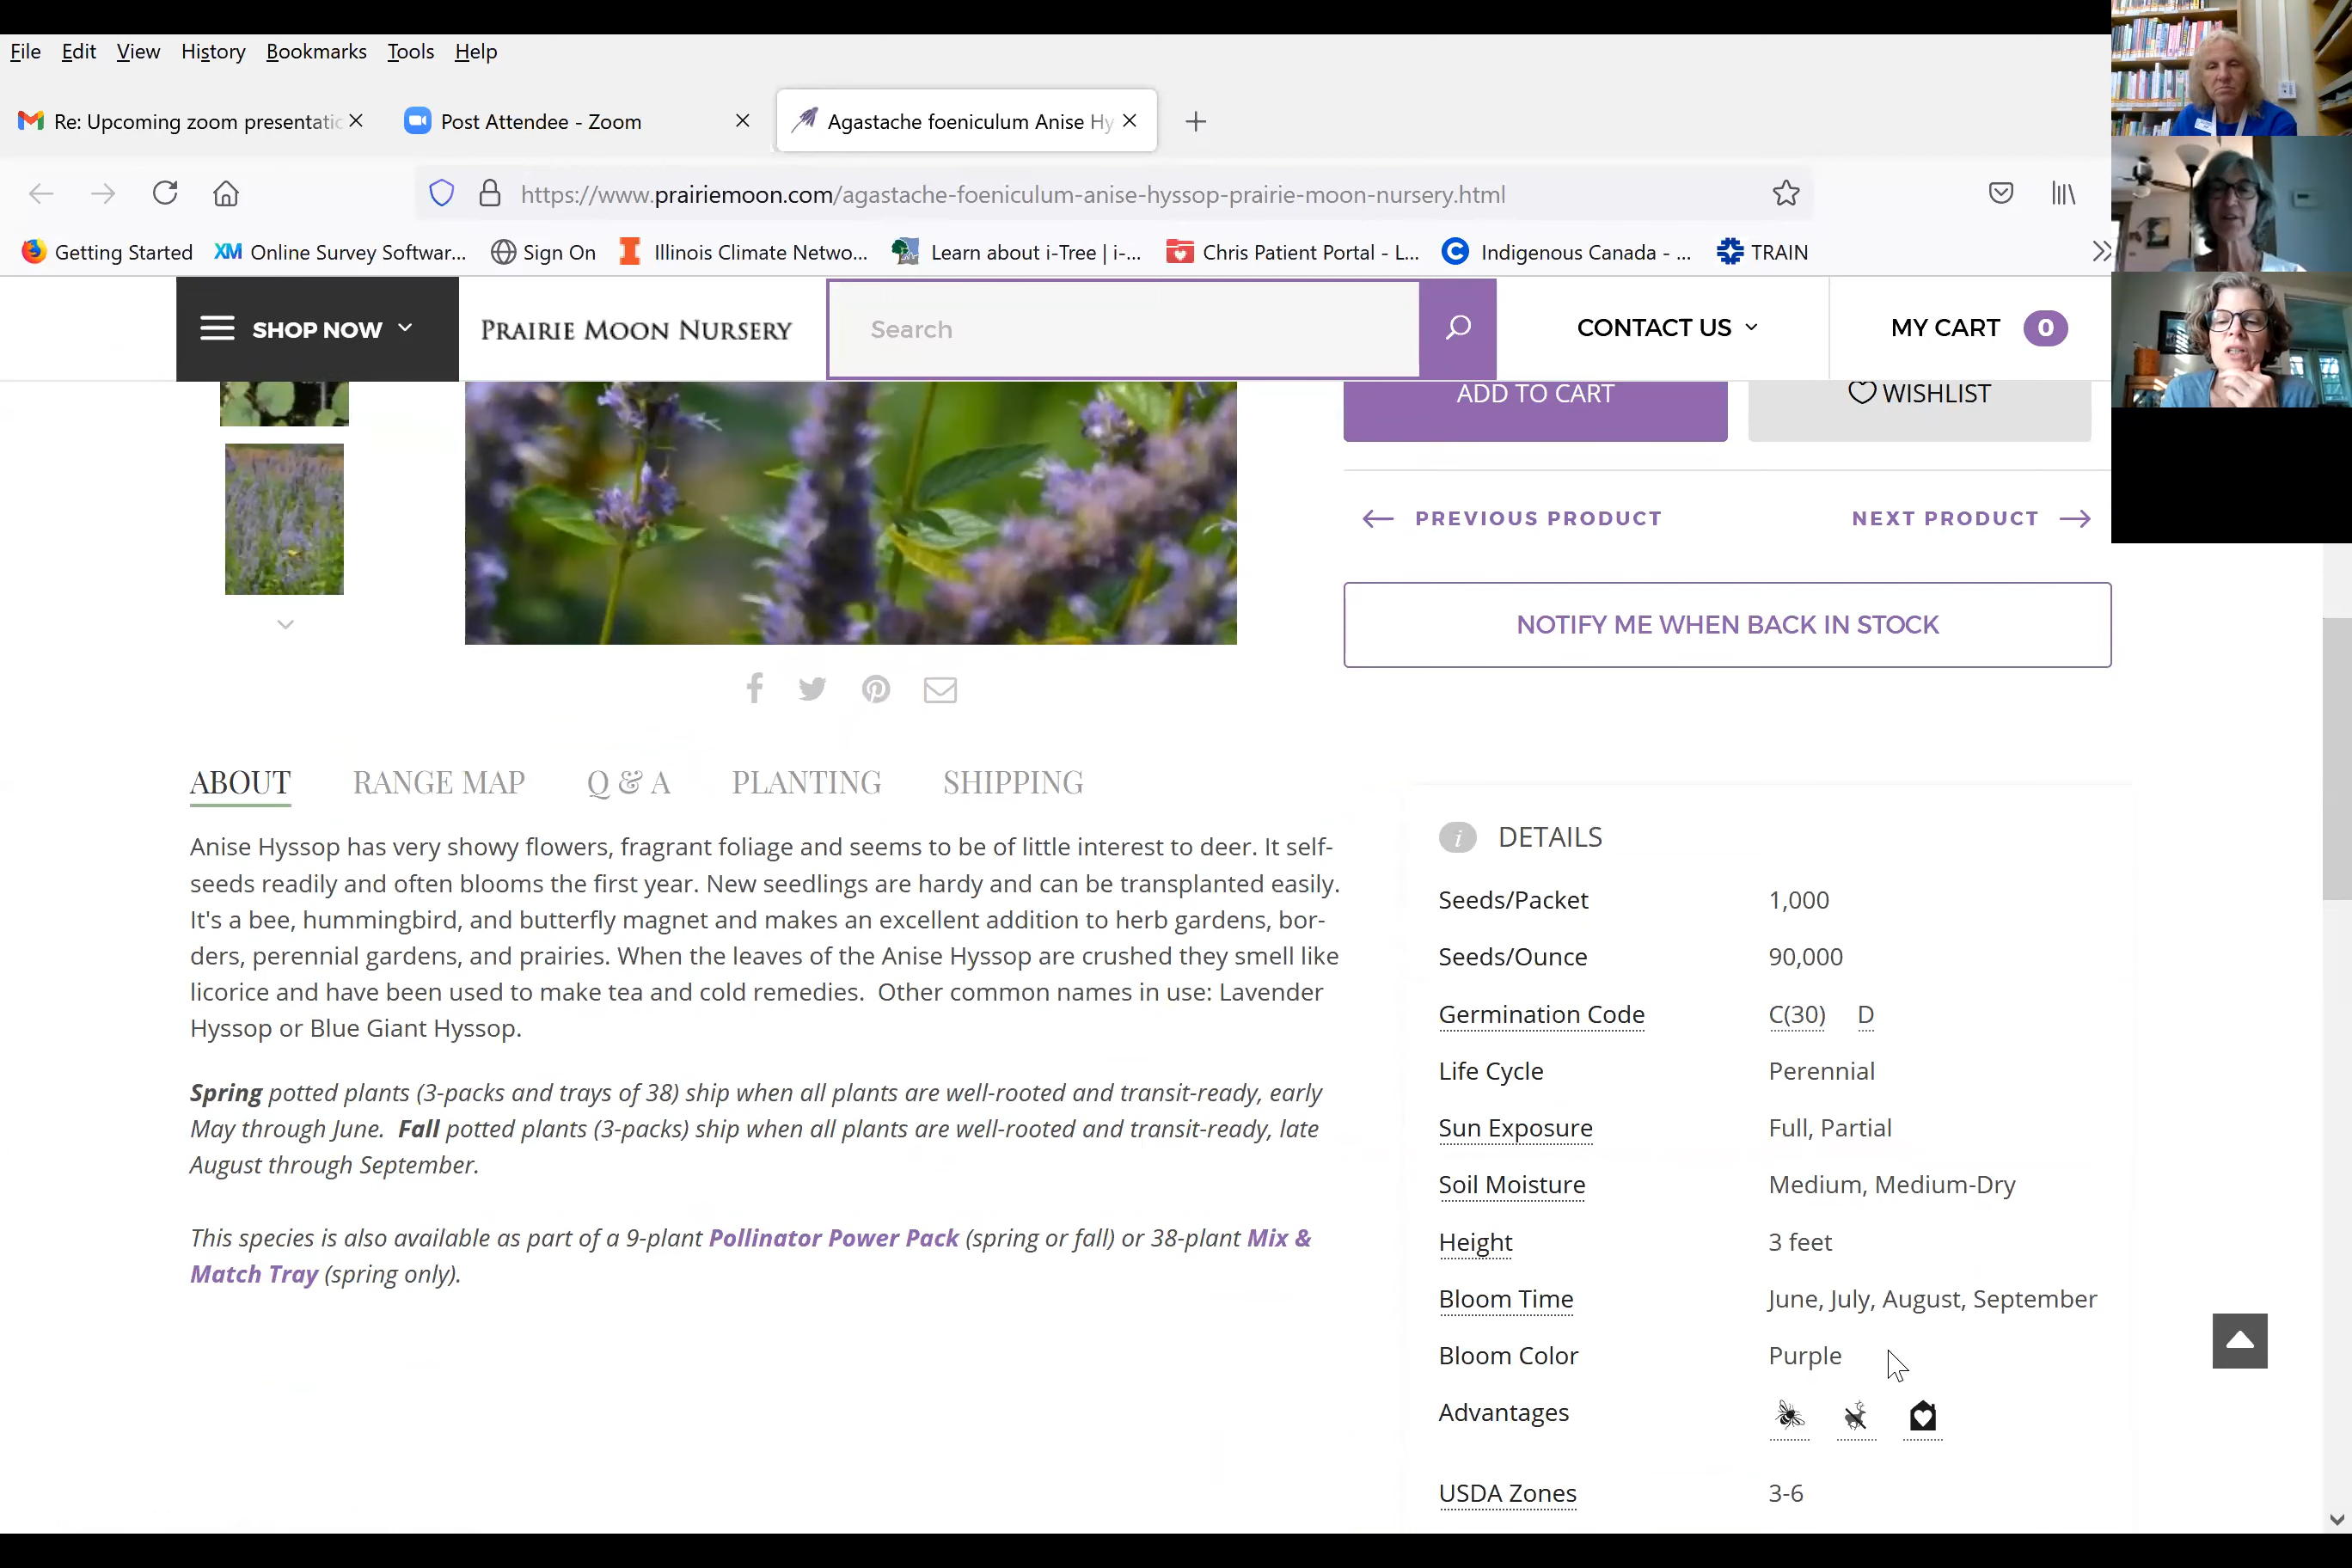 File Edit View History Bookmarks Tools Help
Re: Upcoming zoom presentatic
Post Attendee - Zoom
Agastache foeniculum Anise Hy
https://www.prairiemoon.com/agastache-foeniculum-anise-hyssop-prairie-moon-nursery.html
Getting Started Online Survey Softwar... Sign On Illinois Climate Netwo... Learn about i-Tree | i-... Chris Patient Portal - L... Indigenous Canada - ... TRAIN
SHOP NOW PRAIRIE MOON NURSERY Search CONTACT US MY CART 0
ADD TO CART WISHLIST
PREVIOUS PRODUCT NEXT PRODUCT
NOTIFY ME WHEN BACK IN STOCK
ABOUT RANGE MAP Q & A PLANTING SHIPPING
Anise Hyssop has very showy flowers, fragrant foliage and seems to be of little interest to deer. It self-
seeds readily and often blooms the first year. New seedlings are hardy and can be transplanted easily.
It's a bee, hummingbird, and butterfly magnet and makes an excellent addition to herb gardens, bor-
ders, perennial gardens, and prairies. When the leaves of the Anise Hyssop are crushed they smell like
licorice and have been used to make tea and cold remedies. Other common names in use: Lavender
Hyssop or Blue Giant Hyssop.
Spring potted plants (3-packs and trays of 38) ship when all plants are well-rooted and transit-ready, early
May through June. Fall potted plants (3-packs) ship when all plants are well-rooted and transit-ready, late
August through September.
This species is also available as part of a 9-plant Pollinator Power Pack (spring or fall) or 38-plant Mix &
Match Tray (spring only).
DETAILS
Seeds/Packet 1,000
Seeds/Ounce 90,000
Germination Code C(30) D
Life Cycle Perennial
Sun Exposure Full, Partial
Soil Moisture Medium, Medium-Dry
Height 3 feet
Bloom Time June, July, August, September
Bloom Color Purple
Advantages
USDA Zones 3-6